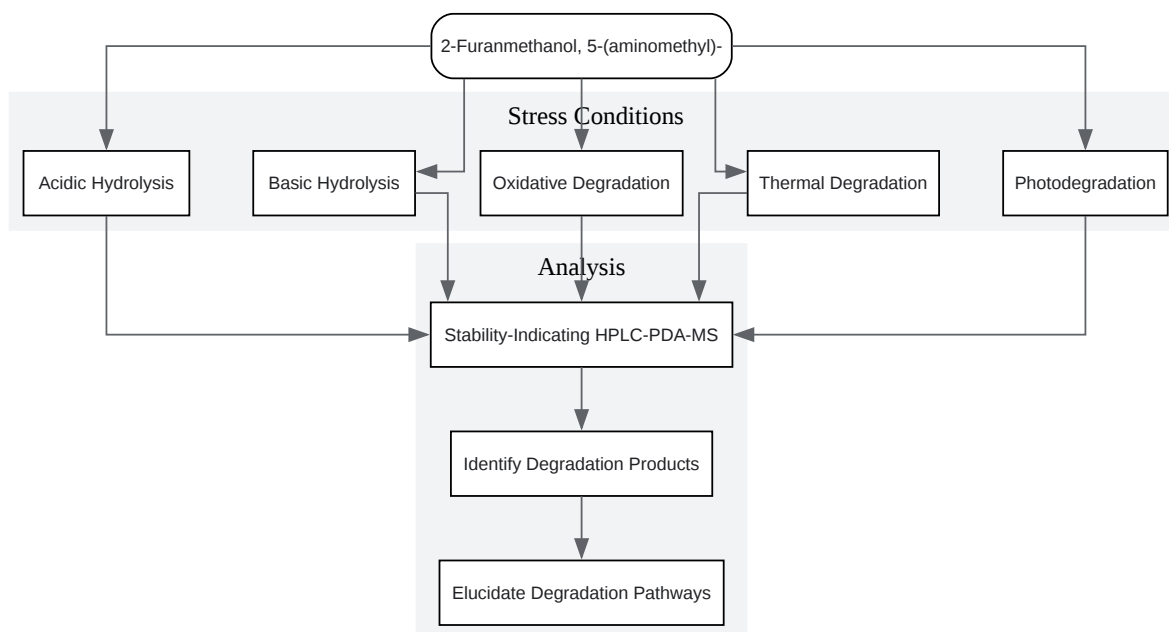 2-Furanmethanol, 5-(aminomethyl)-
Stress Conditions
Acidic Hydrolysis
Basic Hydrolysis
Oxidative Degradation
Thermal Degradation
Photodegradation
Analysis
Stability-Indicating HPLC-PDA-MS
Identify Degradation Products
Elucidate Degradation Pathways